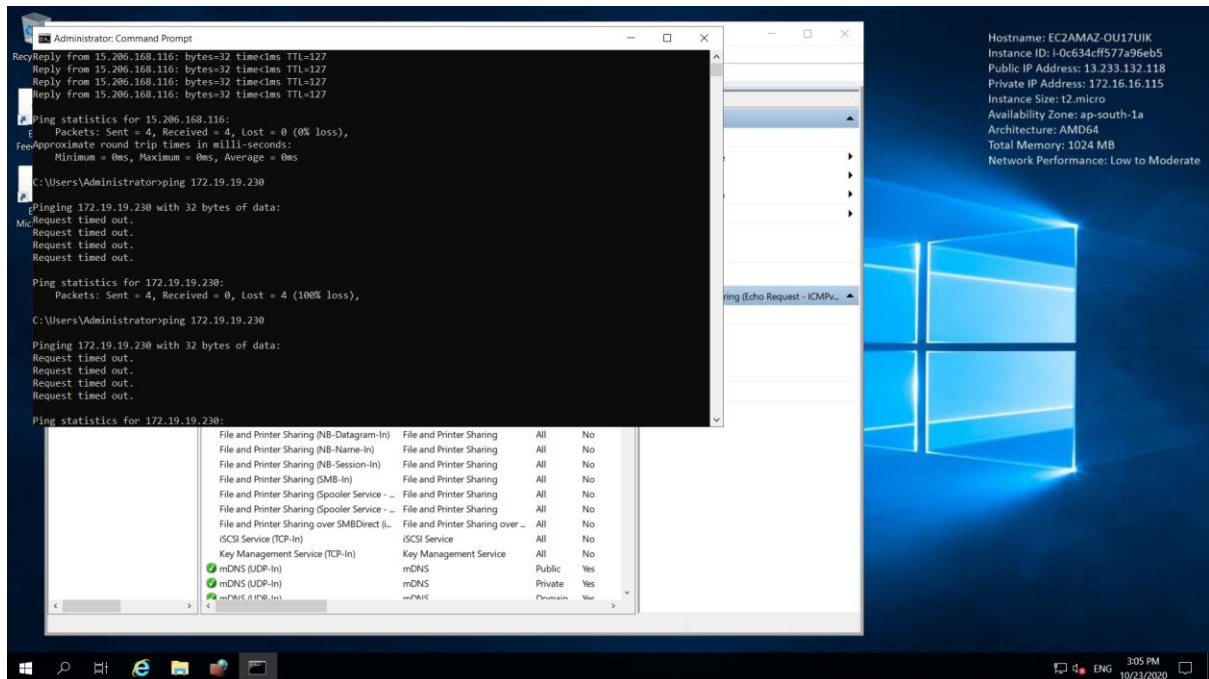 Administrator: Command Prompt
Reply from 15.206.168.116: bytes=32 time<1ms TTL=127
Reply from 15.206.168.116: bytes=32 time<1ms TTL=127
Reply from 15.206.168.116: bytes=32 time<1ms TTL=127
Reply from 15.206.168.116: bytes=32 time<1ms TTL=127
Ping statistics for 15.206.168.116:
Packets: Sent = 4, Received = 4, Lost = 0 (0% loss),
Approximate round trip times in milli-seconds:
Minimum = 0ms, Maximum = 0ms, Average = 0ms
C:\Users\Administrator>ping 172.19.19.230
Pinging 172.19.19.230 with 32 bytes of data:
Request timed out.
Request timed out.
Request timed out.
Request timed out.
Ping statistics for 172.19.19.230:
Packets: Sent = 4, Received = 0, Lost = 4 (100% loss),
C:\Users\Administrator>ping 172.19.19.230
Pinging 172.19.19.230 with 32 bytes of data:
Request timed out.
Request timed out.
Request timed out.
Request timed out.
Ping statistics for 172.19.19.230:
ring (Echo Request - ICMPv...
File and Printer Sharing (NB-Datagram-In) File and Printer Sharing All No
File and Printer Sharing (NB-Name-In) File and Printer Sharing All No
File and Printer Sharing (NB-Session-In) File and Printer Sharing All No
File and Printer Sharing (SMB-In) File and Printer Sharing All No
File and Printer Sharing (Spooler Service - ... File and Printer Sharing All No
File and Printer Sharing (Spooler Service - ... File and Printer Sharing All No
File and Printer Sharing over SMBDirect (i... File and Printer Sharing over ... All No
iSCSI Service (TCP-In) iSCSI Service All No
Key Management Service (TCP-In) Key Management Service All No
mDNS (UDP-In) mDNS Public Yes
mDNS (UDP-In) mDNS Private Yes
mDNS (UDP-In) mDNS Domain Yes
Hostname: EC2AMAZ-OU17UIK
Instance ID: i-0c634cff577a96eb5
Public IP Address: 13.233.132.118
Private IP Address: 172.16.16.115
Instance Size: t2.micro
Availability Zone: ap-south-1a
Architecture: AMD64
Total Memory: 1024 MB
Network Performance: Low to Moderate
ENG
3:05 PM
10/23/2020